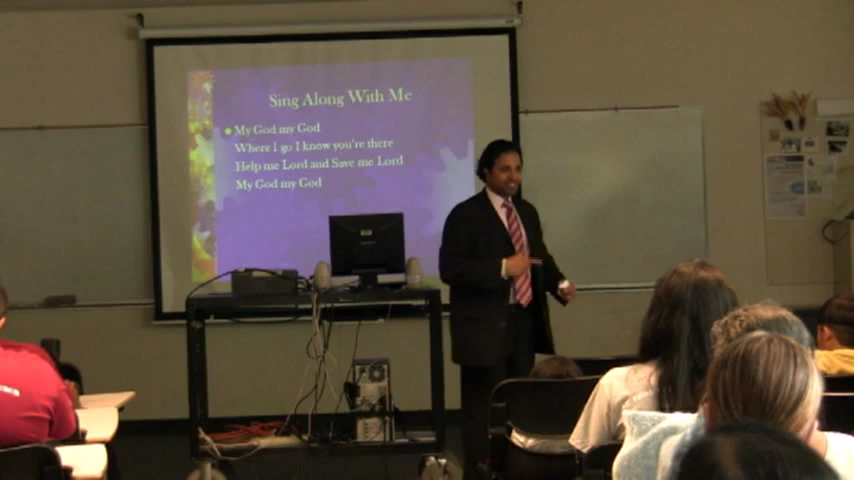 Sing Along With Me
My God my God
Where I go I know you're there
Help me Lord and Save me Lord
My God my God